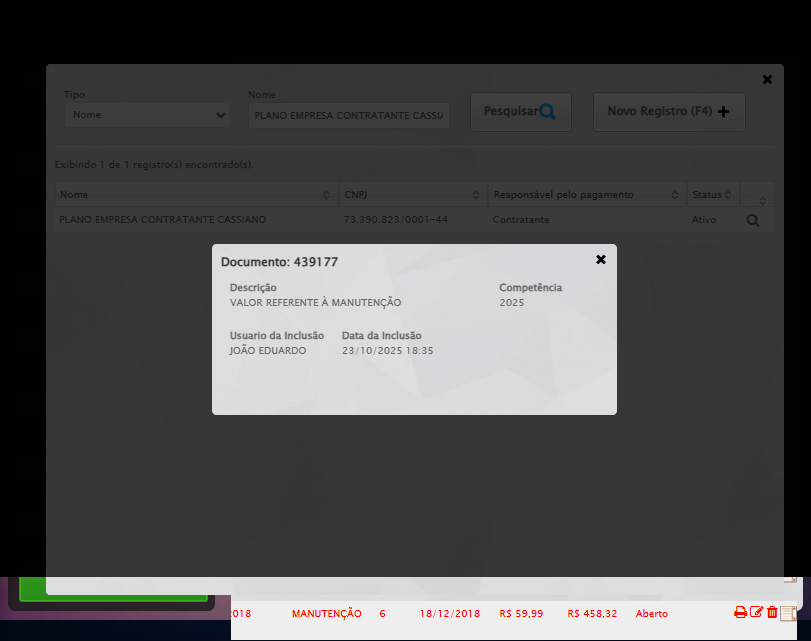 Tipo
Nome
Nome
PLANO EMPRESA CONTRATANTE CASSIA
Pesquisar
Novo Registro (F4)
Exibindo 1 de 1 registro(s) encontrado(s).
Nome CNPJ Responsável pelo pagamento Status
PLANO EMPRESA CONTRATANTE CASSIANO 73.390.823/0001-44 Contratante Ativo
Documento: 439177
Descrição Competência
VALOR REFERENTE À MANUTENÇÃO 2025
Usuario da Inclusão Data da Inclusão
JOÃO EDUARDO 23/10/2025 18:35
2018 MANUTENÇÃO 6 18/12/2018 R$ 59,99 R$ 458,32 Aberto